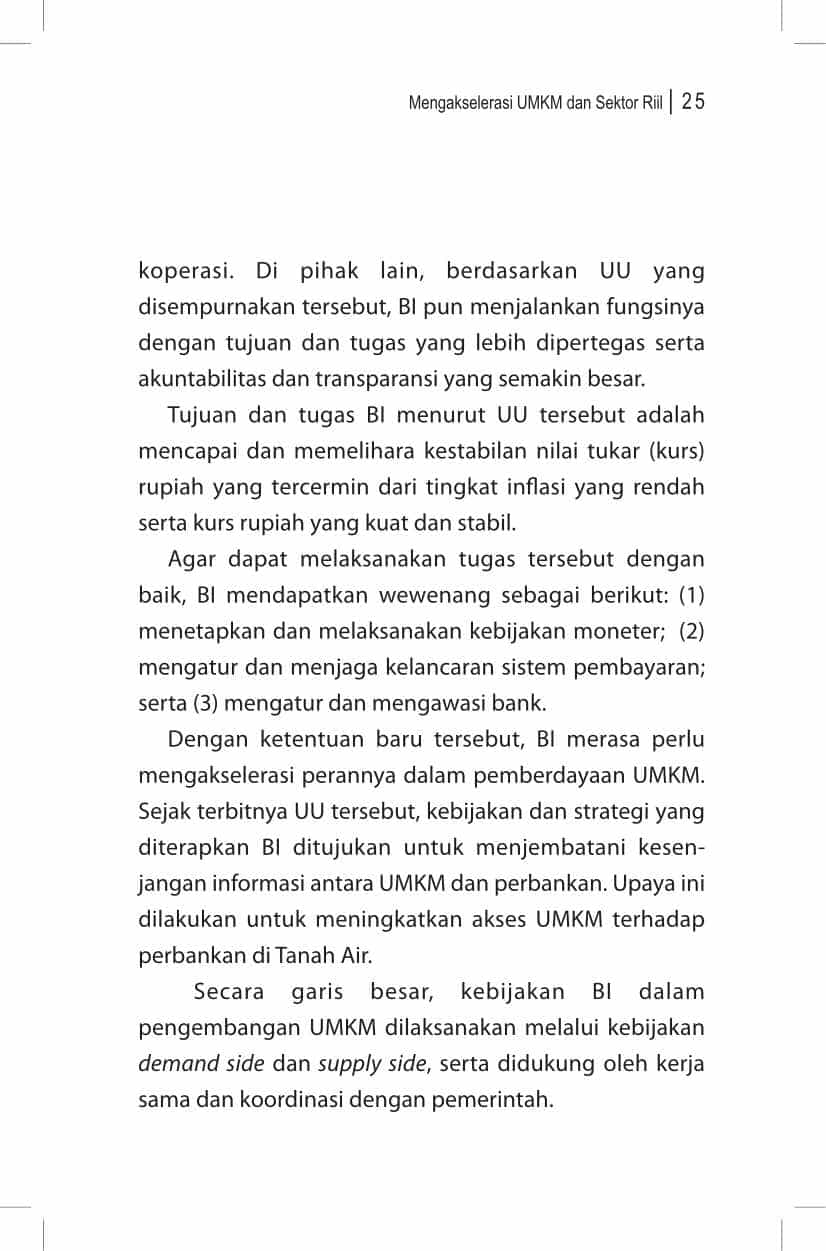 Mengakselerasi UMKM dan Sektor Riil | 25
koperasi. Di pihak lain, berdasarkan UU yang
disempurnakan tersebut, BI pun menjalankan fungsinya
dengan tujuan dan tugas yang lebih dipertegas serta
akuntabilitas dan transparansi yang semakin besar.
Tujuan dan tugas BI menurut UU tersebut adalah
mencapai dan memelihara kestabilan nilai tukar (kurs)
rupiah yang tercermin dari tingkat inflasi yang rendah
serta kurs rupiah yang kuat dan stabil.
Agar dapat melaksanakan tugas tersebut dengan
baik, BI mendapatkan wewenang sebagai berikut: (1)
menetapkan dan melaksanakan kebijakan moneter; (2)
mengatur dan menjaga kelancaran sistem pembayaran;
serta (3) mengatur dan mengawasi bank.
Dengan ketentuan baru tersebut, BI merasa perlu
mengakselerasi perannya dalam pemberdayaan UMKM.
Sejak terbitnya UU tersebut, kebijakan dan strategi yang
diterapkan BI ditujukan untuk menjembatani kesen-
jangan informasi antara UMKM dan perbankan. Upaya ini
dilakukan untuk meningkatkan akses UMKM terhadap
perbankan di Tanah Air.
Secara garis besar, kebijakan BI dalam
pengembangan UMKM dilaksanakan melalui kebijakan
demand side dan supply side, serta didukung oleh kerja
sama dan koordinasi dengan pemerintah.